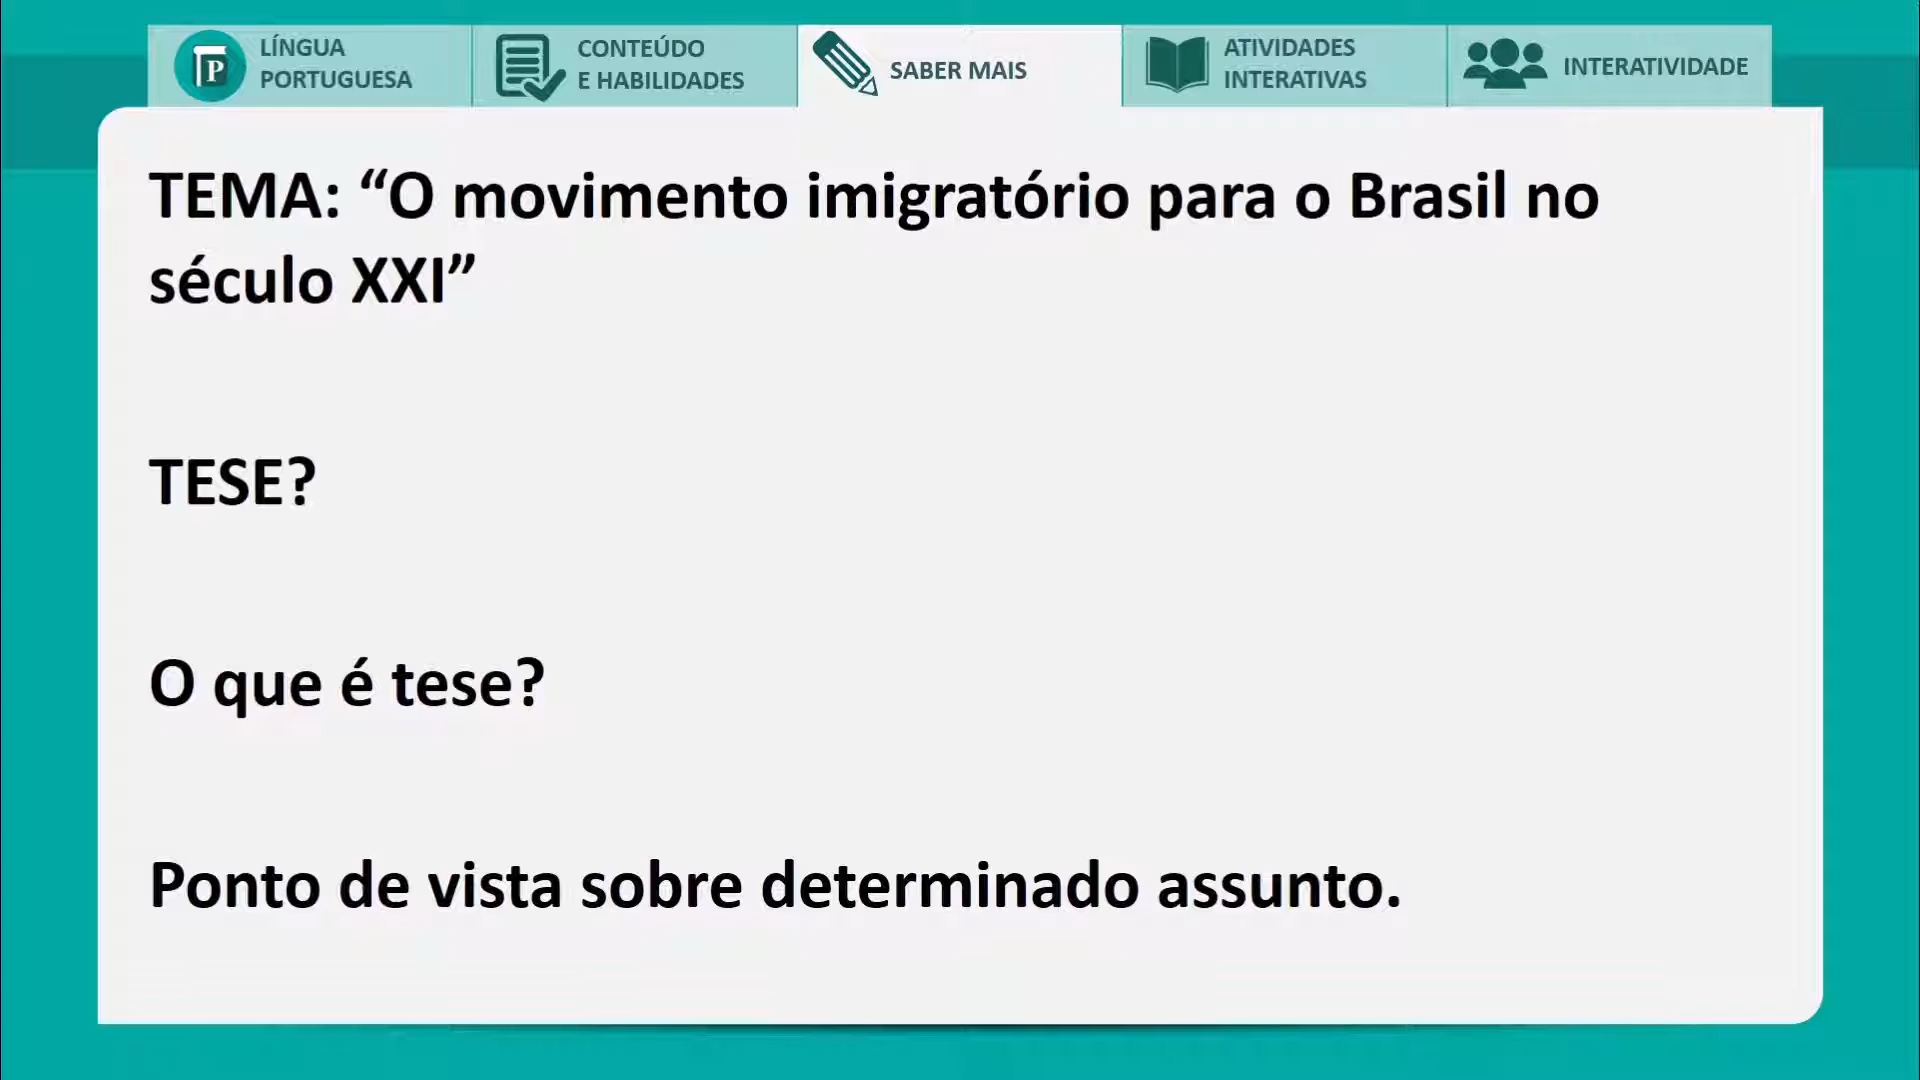 LÍNGUA
PORTUGUESA
CONTEÚDO
E HABILIDADES
SABER MAIS
ATIVIDADES
INTERATIVAS
INTERATIVIDADE
P
TEMA: “O movimento imigratório para o Brasil no
século XXI”
TESE?
O que é tese?
Ponto de vista sobre determinado assunto.